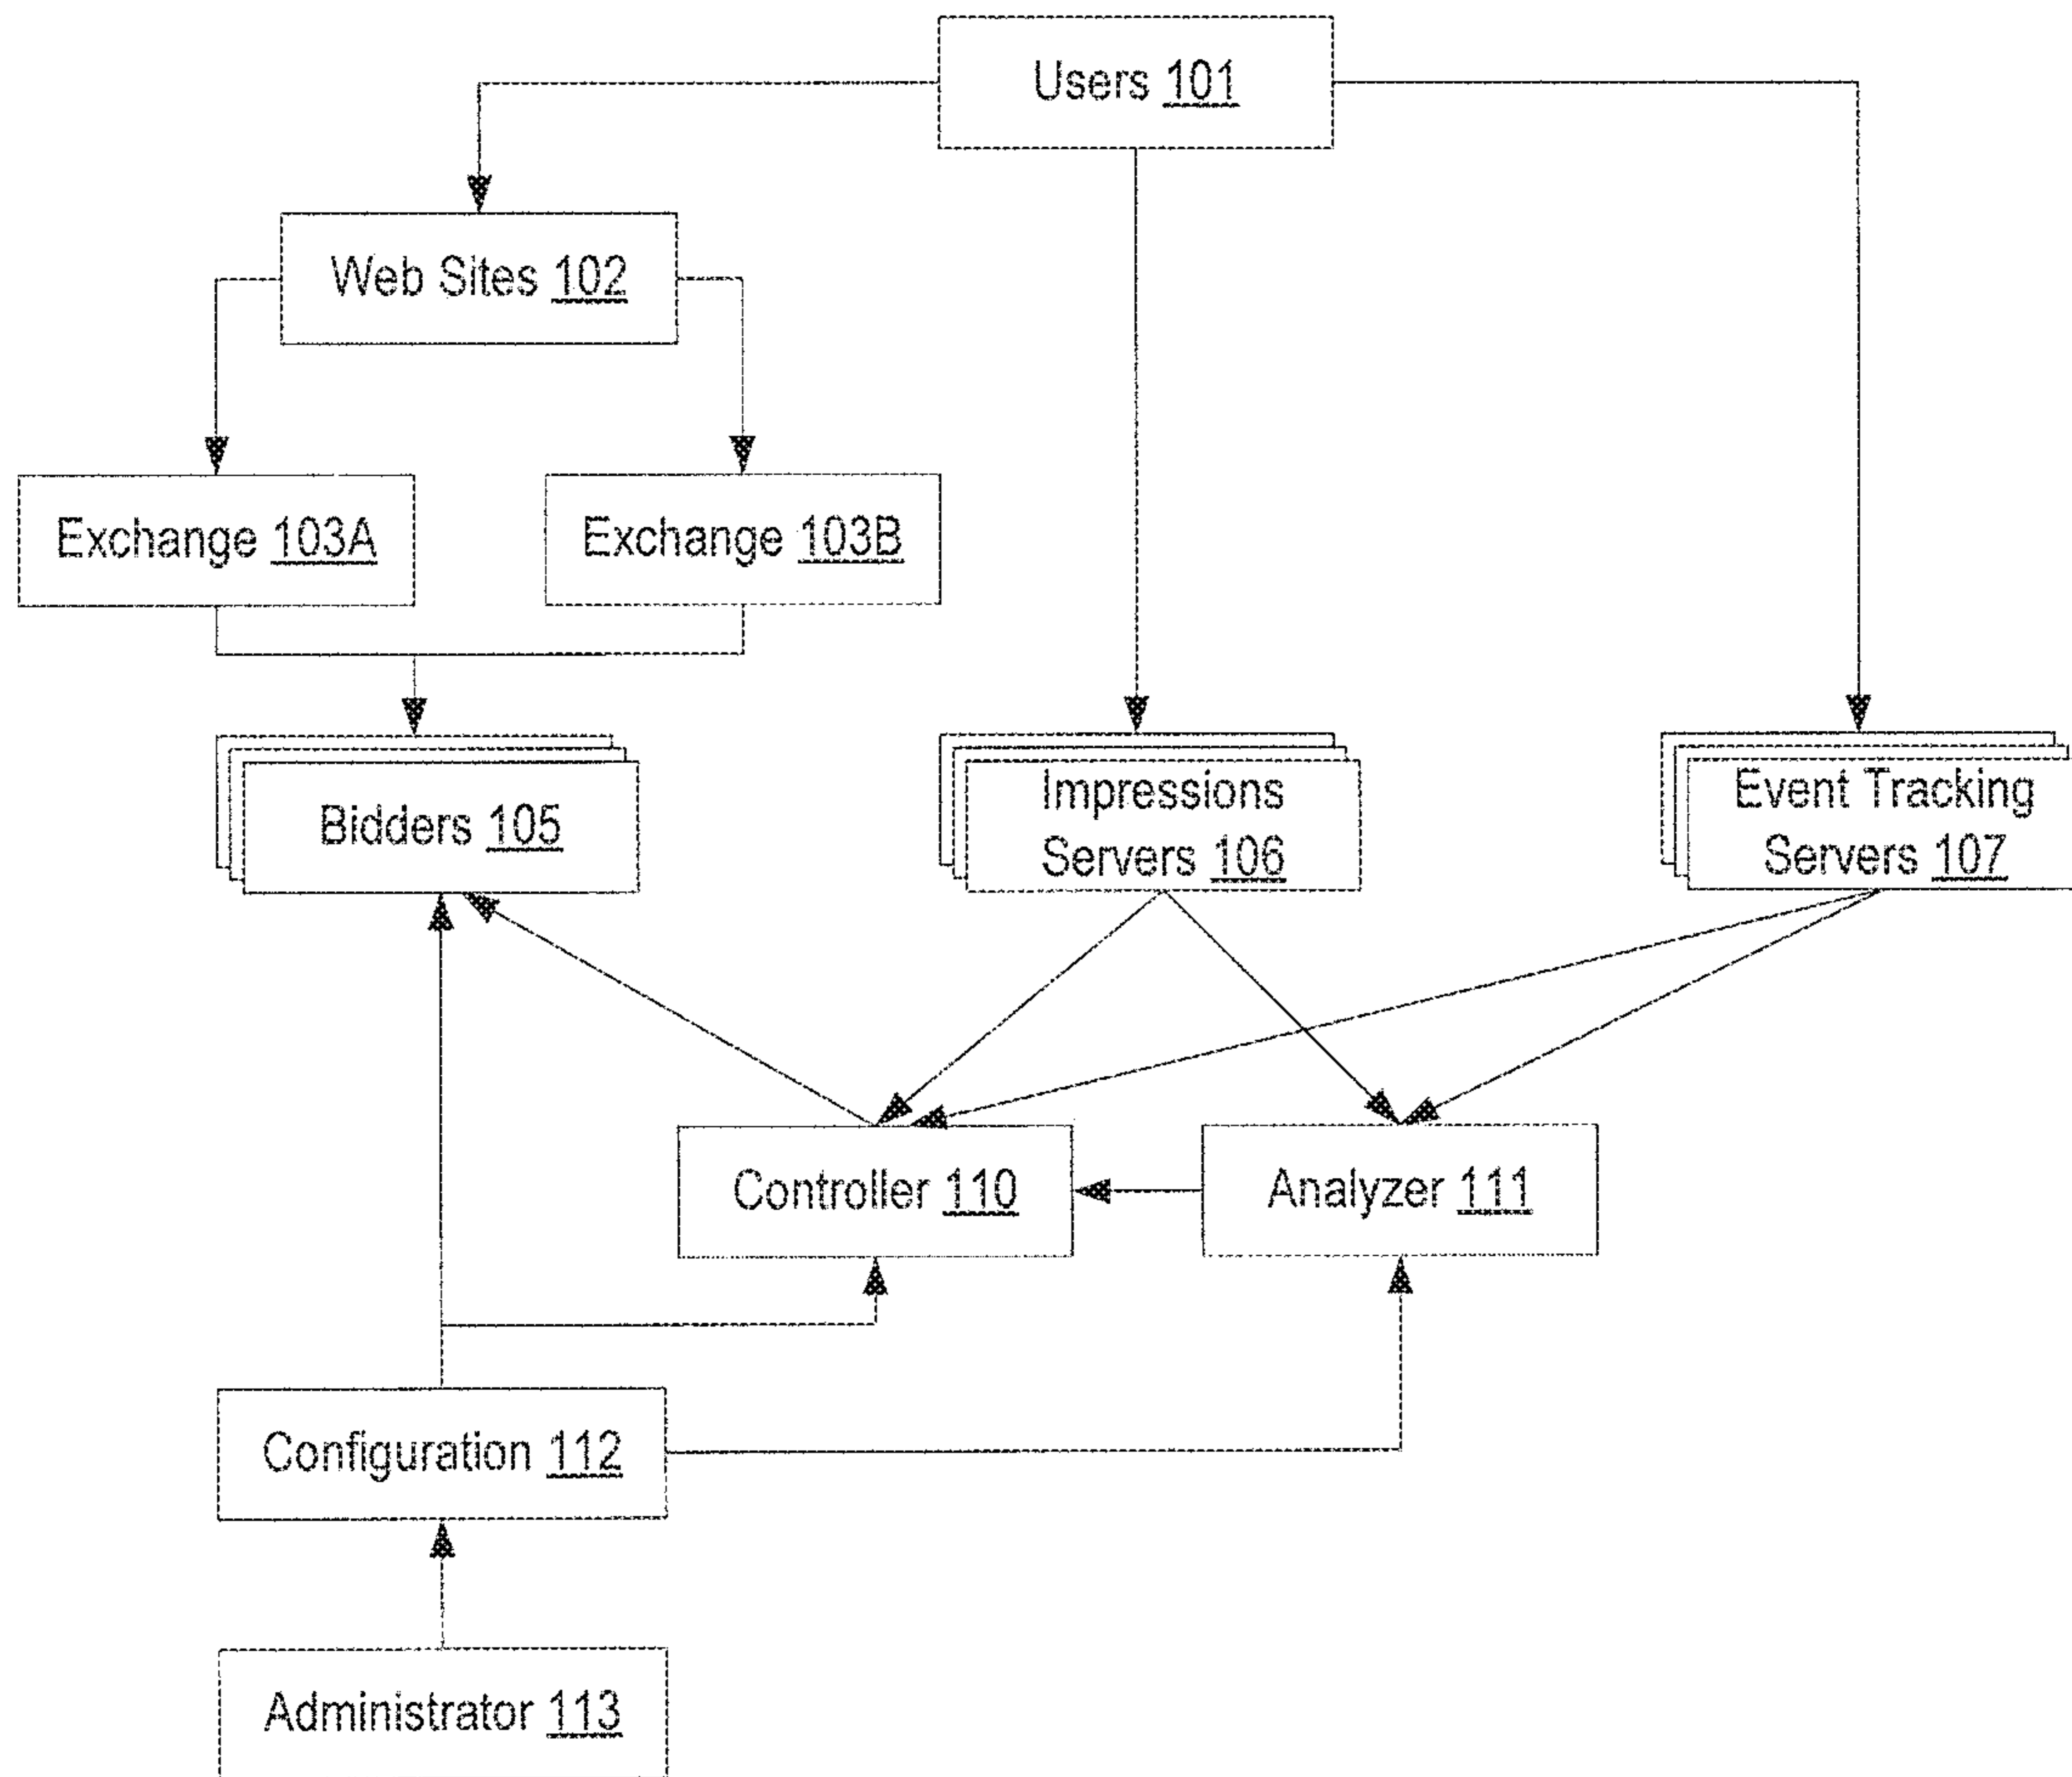 Users 101
Web Sites 102
Exchange 103A
Exchange 103B
Bidders 105
Impressions
Servers 106
Event Tracking
Servers 107
Controller 110
Analyzer 111
Configuration 112
Administrator 113